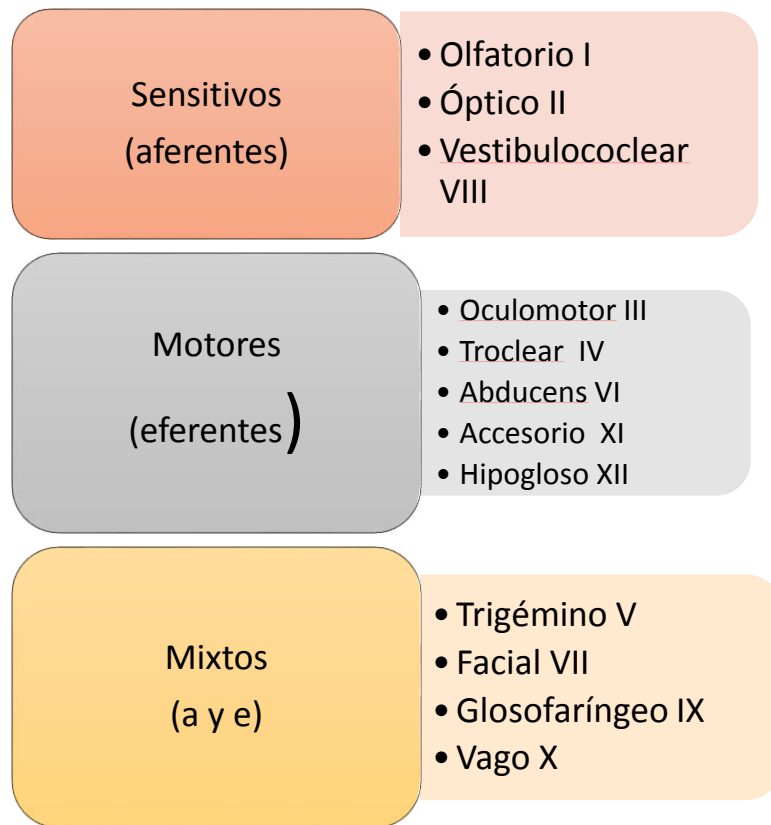 Sensitivos
(aferentes)
• Olfatorio I
• Óptico II
• Vestibulococlear
VIII
Motores
(eferentes)
• Oculomotor III
• Troclear IV
• Abducens VI
• Accesorio XI
• Hipogloso XII
Mixtos
(a y e)
• Trigémino V
• Facial VII
• Glosofaríngeo IX
• Vago X